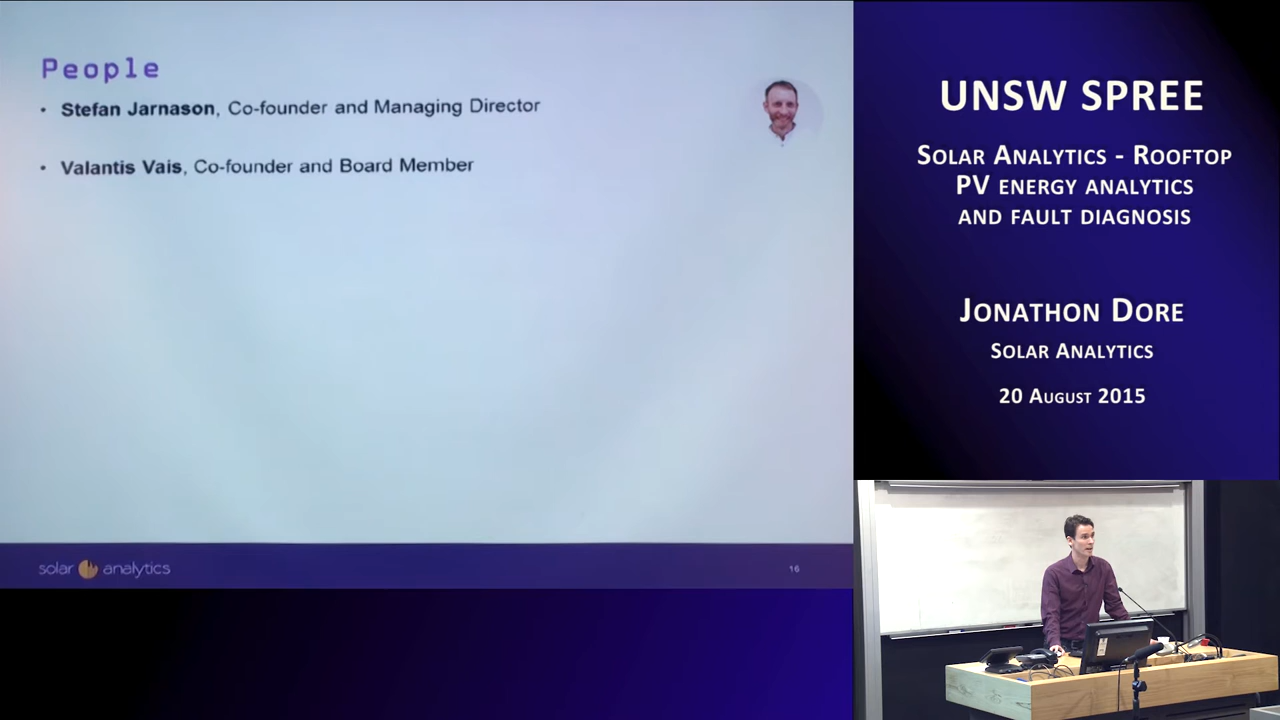 People
• Stefan Jarnason, Co-founder and Managing Director
• Valantis Vais, Co-founder and Board Member
solar analytics
16
UNSW SPREE
Solar Analytics - Rooftop
PV energy analytics
and fault diagnosis
Jonathon Dore
Solar Analytics
20 August 2015